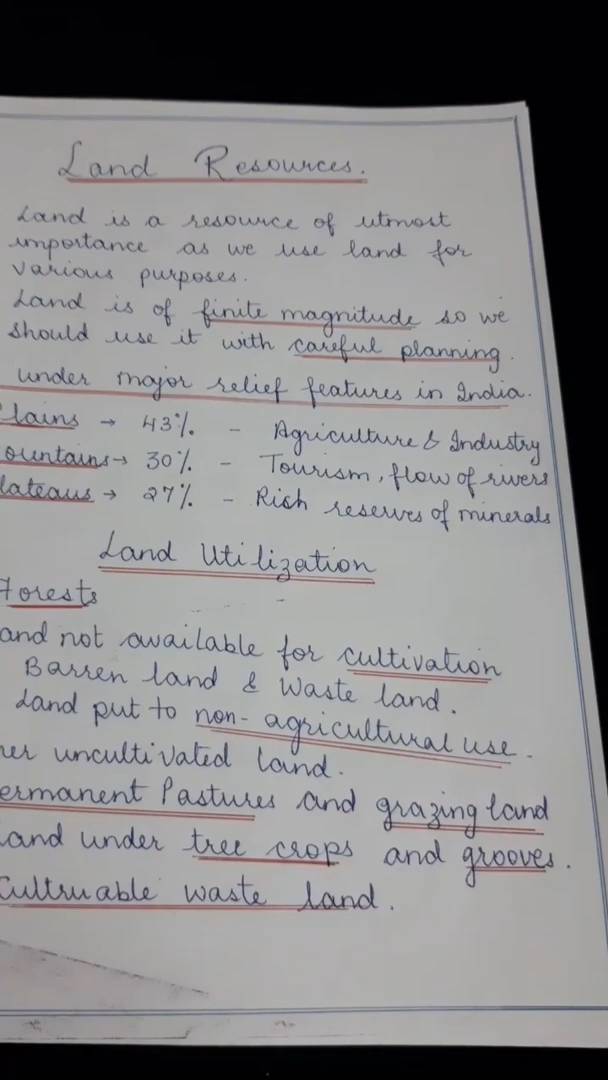 Land Resources.
Land is a resource of utmost
importance as we use land for
various purposes.
Land is of finite magnitude so we
should use it with careful planning.
under major relief features in India.
lains → 43% - Agriculture & Industry
ountains → 30% - Tourism, flow of rivers
lateaus → 27% - Rich reserves of minerals
Land Utilization
Forests
and not available for cultivation
Barren land & Waste land.
Land put to non-agricultural use.
her uncultivated land.
ermanent Pastures and grazing land
and under tree crops and grooves.
Cultruable waste land.